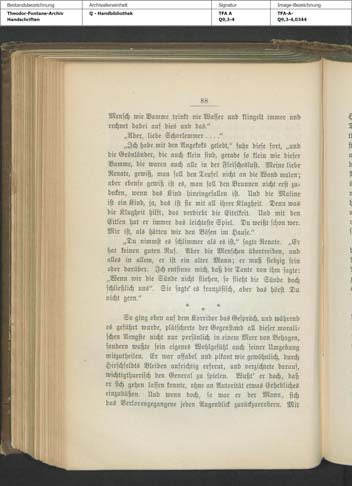 Bestandsbezeichnung
Theodor-Fontane-Archiv
Handschriften
Archivalieneinheit
Q - Handbibliothek
Signatur
TFA A
Q9,3-4
Image-Bezeichnung
TFA-A-
Q9,3-4,0344
88
Mensch wie Bamme trinkt nie Wasser und klingelt immer und
rechnet dabei auf dies und das.“
„Aber, liebe Schorlemmer . . . .“
„Ich habe mit den Angekoks gelebt,“ fuhr diese fort, „und
die Grönländer, die auch klein sind, gerade so klein wie dieser
Bamme, die waren auch alle in der Fleischeslust. Meine liebe
Renate, gewiß, man soll den Teufel nicht an die Wand malen;
aber ebenso gewiß ist es, man soll den Brunnen nicht erst zu-
decken, wenn das Kind hineingefallen ist. Und die Maline
ist ein Kind, ja, das ist sie mit all ihrer Klugheit. Denn was
die Klugheit hilft, das verdirbt die Eitelkeit. Und mit den
Eitlen hat er immer das leichteste Spiel. Du weißt schon wer.
Mir ist, als hätten wir den Bösen im Hause.“
„Du nimmst es schlimmer als es ist,“ sagte Renate. „Er
hat keinen guten Ruf. Aber die Menschen übertreiben, und
alles in allem, er ist ein alter Mann; er muß siebzig sein
oder darüber. Ich entsinne mich, daß die Tante von ihm sagte:
„Wenn wir die Sünde nicht fliehen, so flieht die Sünde doch
schließlich uns“. Sie sagte es französisch, aber das hörst Du
nicht gern.“
* * *
So ging oben auf dem Korridor das Gespräch, und während
es geführt wurde, plätscherte der Gegenstand all dieser morali-
schen Aengste nicht nur persönlich in einem Meer von Behagen,
sondern wußte sein eigenes Wohlgefühl auch seiner Umgebung
mitzutheilen. Er war affabel und pikant wie gewöhnlich, durch
Hirschfeldts Bleiben aufrichtig erfreut, und verzichtete darauf,
wichtigthuerisch den General zu spielen. Wußt' er doch, daß
er sich gehen lassen konnte, ohne an Autorität etwas Erhebliches
einzubüßen. Und wenn doch, so war er der Mann, sich
das Verlorengegangene jeden Augenblick zurückzuerobern. Mit